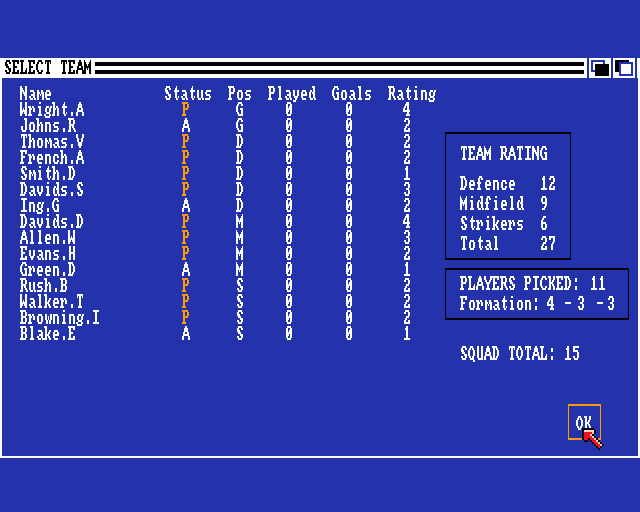 SELECT TEAM
Name Status Pos Played Goals Rating
Wright.A P G 0 0 4
Johns.R A G 0 0 2
Thomas.V P D 0 0 2
French.A P D 0 0 2
Smith.D P D 0 0 1
Davids.S P D 0 0 3
Ing.G A D 0 0 2
Davids.D P M 0 0 4
Allen.W P M 0 0 3
Evans.H P M 0 0 2
Green.D A M 0 0 1
Rush.B P S 0 0 2
Walker.T P S 0 0 2
Browning.I P S 0 0 2
Blake.E A S 0 0 1
TEAM RATING
Defence 12
Midfield 9
Strikers 6
Total 27
PLAYERS PICKED: 11
Formation: 4 - 3 - 3
SQUAD TOTAL: 15
OK